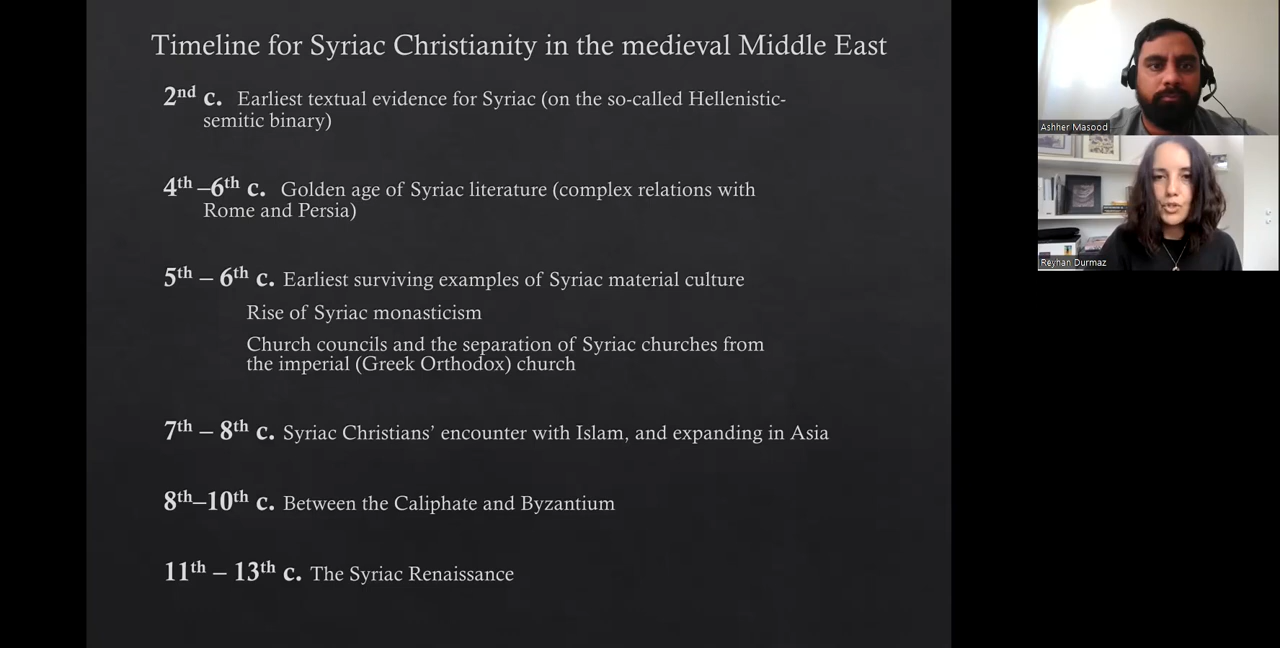 Timeline for Syriac Christianity in the medieval Middle East
2nd c. Earliest textual evidence for Syriac (on the so-called Hellenistic-
semitic binary)
4th –6th c. Golden age of Syriac literature (complex relations with
Rome and Persia)
5th – 6th c. Earliest surviving examples of Syriac material culture
Rise of Syriac monasticism
Church councils and the separation of Syriac churches from
the imperial (Greek Orthodox) church
7th – 8th c. Syriac Christians’ encounter with Islam, and expanding in Asia
8th–10th c. Between the Caliphate and Byzantium
11th – 13th c. The Syriac Renaissance
Ashher Masood
Reyhan Durmaz